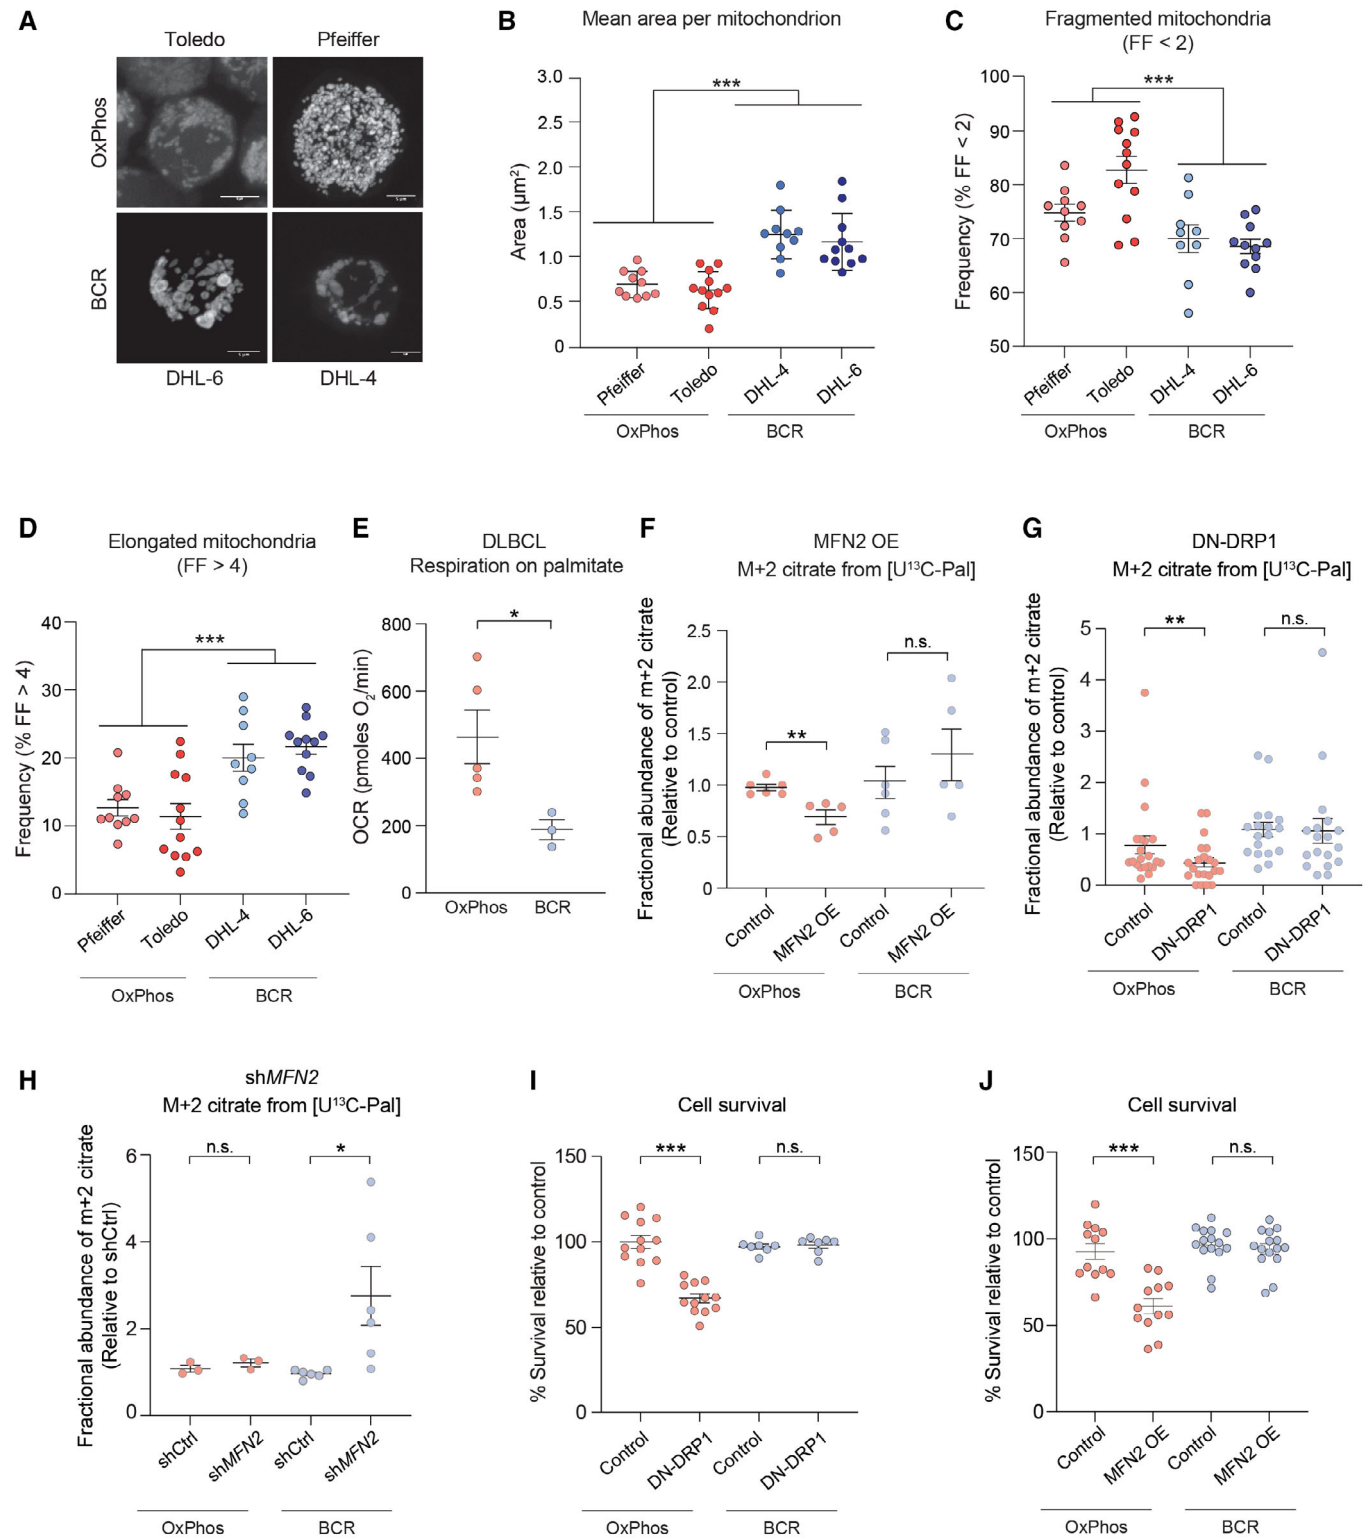 A
Toledo
Pfeiffer
OxPhos
BCR
DHL-6
DHL-4
B
Mean area per mitochondrion
Area (μm²)
3.0
2.5
2.0
1.5
1.0
0.5
0
***
Pfeiffer
Toledo
DHL-4
DHL-6
OxPhos
BCR
C
Fragmented mitochondria
(FF < 2)
Frequency (% FF < 2)
100
90
80
70
60
50
***
Pfeiffer
Toledo
DHL-4
DHL-6
OxPhos
BCR
D
Elongated mitochondria
(FF > 4)
Frequency (% FF > 4)
40
30
20
10
0
***
Pfeiffer
Toledo
DHL-4
DHL-6
OxPhos
BCR
E
DLBCL
Respiration on palmitate
OCR (pmoles O₂/min)
800
600
400
200
0
*
OxPhos
BCR
F
MFN2 OE
M+2 citrate from [U¹³C-Pal]
Fractional abundance of m+2 citrate
(Relative to control)
2.5
2.0
1.5
1.0
0.5
0
**
n.s.
Control
MFN2 OE
Control
MFN2 OE
OxPhos
BCR
G
DN-DRP1
M+2 citrate from [U¹³C-Pal]
Fractional abundance of m+2 citrate
(Relative to control)
5
4
3
2
1
0
**
n.s.
Control
DN-DRP1
Control
DN-DRP1
OxPhos
BCR
H
shMFN2
M+2 citrate from [U¹³C-Pal]
Fractional abundance of m+2 citrate
(Relative to shCtrl)
6
4
2
0
n.s.
*
shCtrl
shMFN2
shCtrl
shMFN2
OxPhos
BCR
I
Cell survival
% Survival relative to control
150
100
50
0
***
n.s.
Control
DN-DRP1
Control
DN-DRP1
OxPhos
BCR
J
Cell survival
% Survival relative to control
150
100
50
0
***
n.s.
Control
MFN2 OE
Control
MFN2 OE
OxPhos
BCR